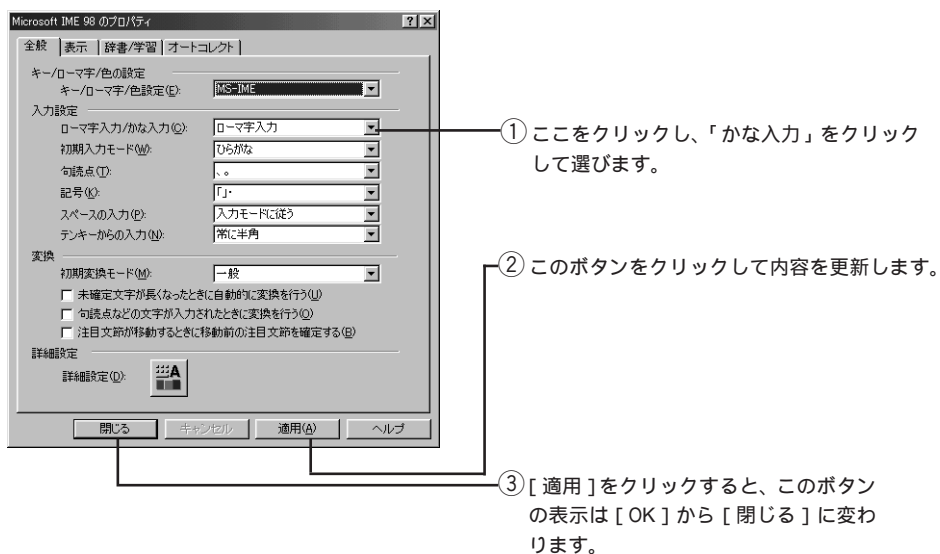 Microsoft IME 98 のプロパティ
全般 表示 辞書/学習 オートコレクト
キー/ローマ字/色の設定
キー/ローマ字/色設定(E): MS-IME
入力設定
ローマ字入力/かな入力(C): ローマ字入力
初期入力モード(W): ひらがな
句読点(T): 、。
記号(K): 「」・
スペースの入力(P): 入力モードに従う
テンキーからの入力(N): 常に半角
変換
初期変換モード(M): 一般
未確定文字が長くなったときに自動的に変換を行う(U)
句読点などの文字が入力されたときに変換を行う(O)
注目文節が移動するときに移動前の注目文節を確定する(B)
詳細設定
詳細設定(D): A
閉じる キャンセル 適用(A) ヘルプ
① ここをクリックし、「かな入力」をクリック
して選びます。
② このボタンをクリックして内容を更新します。
③ [ 適用 ]をクリックすると、このボタン
の表示は [ OK ] から [ 閉じる ] に変わ
ります。